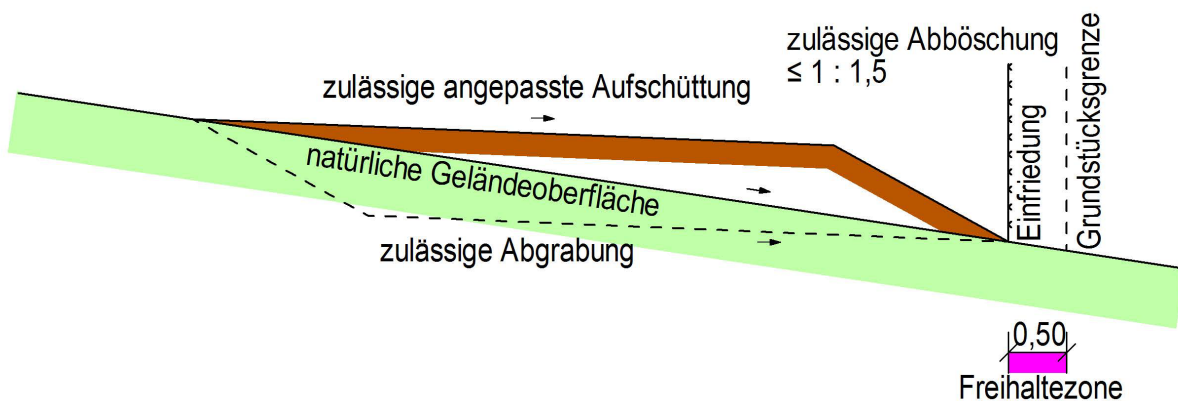 zulässige Abböschung
≤ 1 : 1,5
zulässige angepasste Aufschüttung
natürliche Geländeoberfläche
zulässige Abgrabung
Einfriedung
Grundstücksgrenze
0,50
Freihaltezone